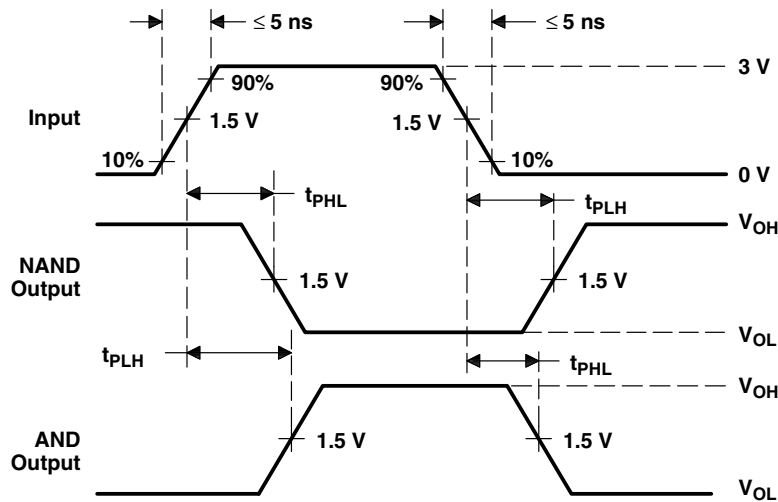 ≤ 5 ns ≤ 5 ns
3 V
90% 90%
Input 1.5 V 1.5 V
10% 10%
0 V
tPHL tPLH
VOH
NAND
Output
1.5 V 1.5 V
VOL
tPLH tPHL
VOH
AND
Output
1.5 V 1.5 V
VOL